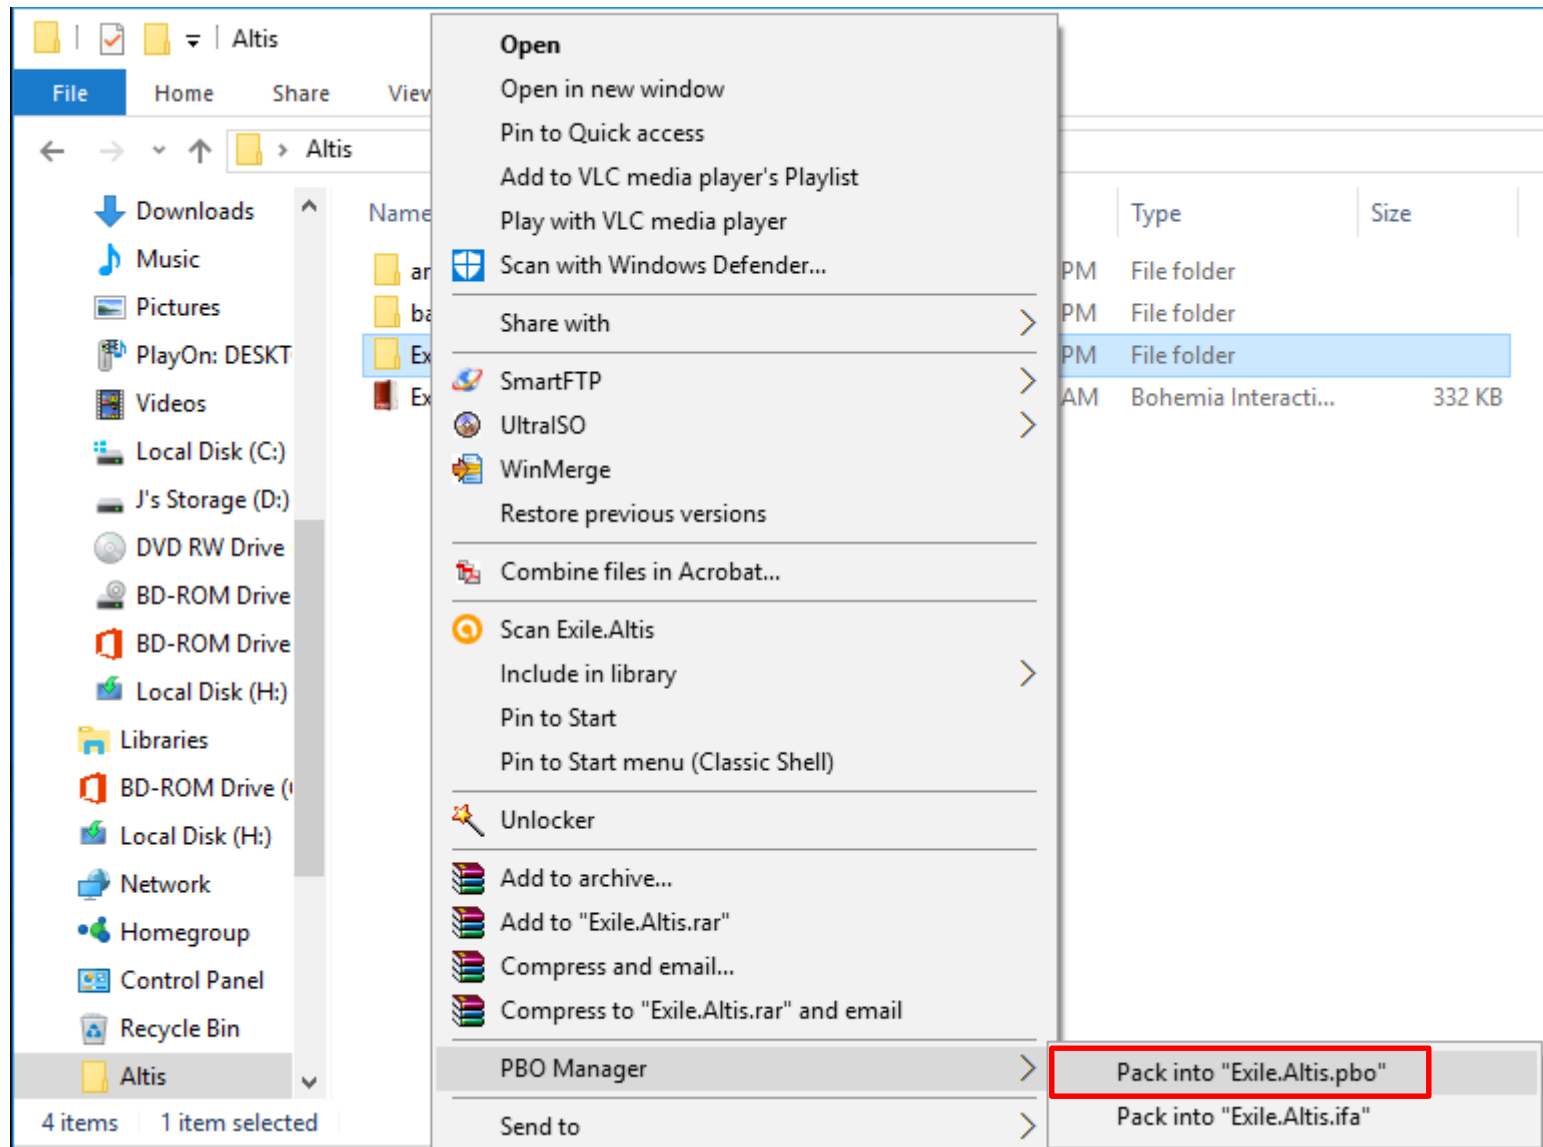 Altis
File Home Share View
Altis
Downloads
Music
Pictures
PlayOn: DESKT
Videos
Local Disk (C:)
J's Storage (D:)
DVD RW Drive
BD-ROM Drive
BD-ROM Drive
Local Disk (H:)
Libraries
BD-ROM Drive (
Local Disk (H:)
Network
Homegroup
Control Panel
Recycle Bin
Altis
4 items 1 item selected
Name Type Size
ar PM File folder
ba PM File folder
Ex PM File folder
Ex AM Bohemia Interacti... 332 KB
Open
Open in new window
Pin to Quick access
Add to VLC media player's Playlist
Play with VLC media player
Scan with Windows Defender...
Share with
SmartFTP
UltraISO
WinMerge
Restore previous versions
Combine files in Acrobat...
Scan Exile.Altis
Include in library
Pin to Start
Pin to Start menu (Classic Shell)
Unlocker
Add to archive...
Add to "Exile.Altis.rar"
Compress and email...
Compress to "Exile.Altis.rar" and email
PBO Manager
Send to
Pack into "Exile.Altis.pbo"
Pack into "Exile.Altis.ifa"